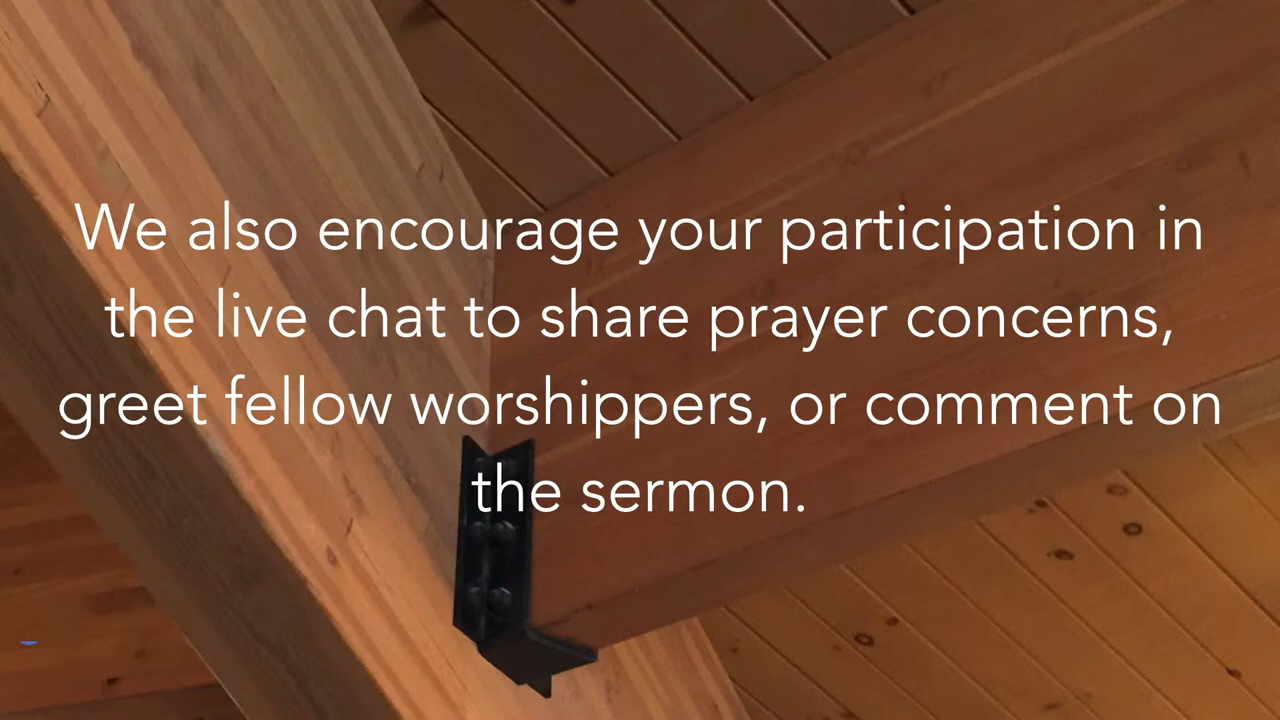 We also encourage your participation in
the live chat to share prayer concerns,
greet fellow worshippers, or comment on
the sermon.